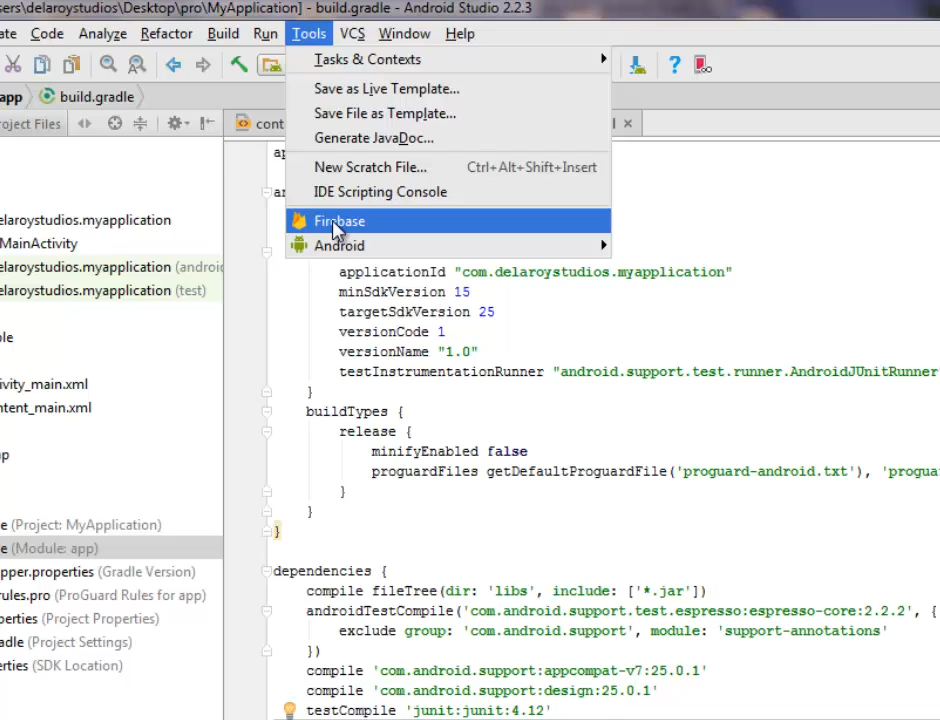 sers\delaroystudios\Desktop\pro\MyApplication] - build.gradle - Android Studio 2.2.3
ate Code Analyze Refactor Build Run Tools VCS Window Help
Tasks & Contexts
Save as Live Template...
Save File as Template...
Generate JavaDoc...
New Scratch File... Ctrl+Alt+Shift+Insert
IDE Scripting Console
Firebase
Android
app build.gradle
roject Files
cont
elaroystudios.myapplication
MainActivity
elaroystudios.myapplication (androi
elaroystudios.myapplication (test)
le
ivity_main.xml
ntent_main.xml
p
e (Project: MyApplication)
e (Module: app)
pper.properties (Gradle Version)
rules.pro (ProGuard Rules for app)
perties (Project Properties)
adle (Project Settings)
erties (SDK Location)
ap
an
applicationId "com.delaroystudios.myapplication"
minSdkVersion 15
targetSdkVersion 25
versionCode 1
versionName "1.0"
testInstrumentationRunner "android.support.test.runner.AndroidJUnitRunner
}
buildTypes {
release {
minifyEnabled false
proguardFiles getDefaultProguardFile('proguard-android.txt'), 'progua
}
}
}
dependencies {
compile fileTree(dir: 'libs', include: ['*.jar'])
androidTestCompile('com.android.support.test.espresso:espresso-core:2.2.2', {
exclude group: 'com.android.support', module: 'support-annotations'
})
compile 'com.android.support:appcompat-v7:25.0.1'
compile 'com.android.support:design:25.0.1'
testCompile 'junit:junit:4.12'